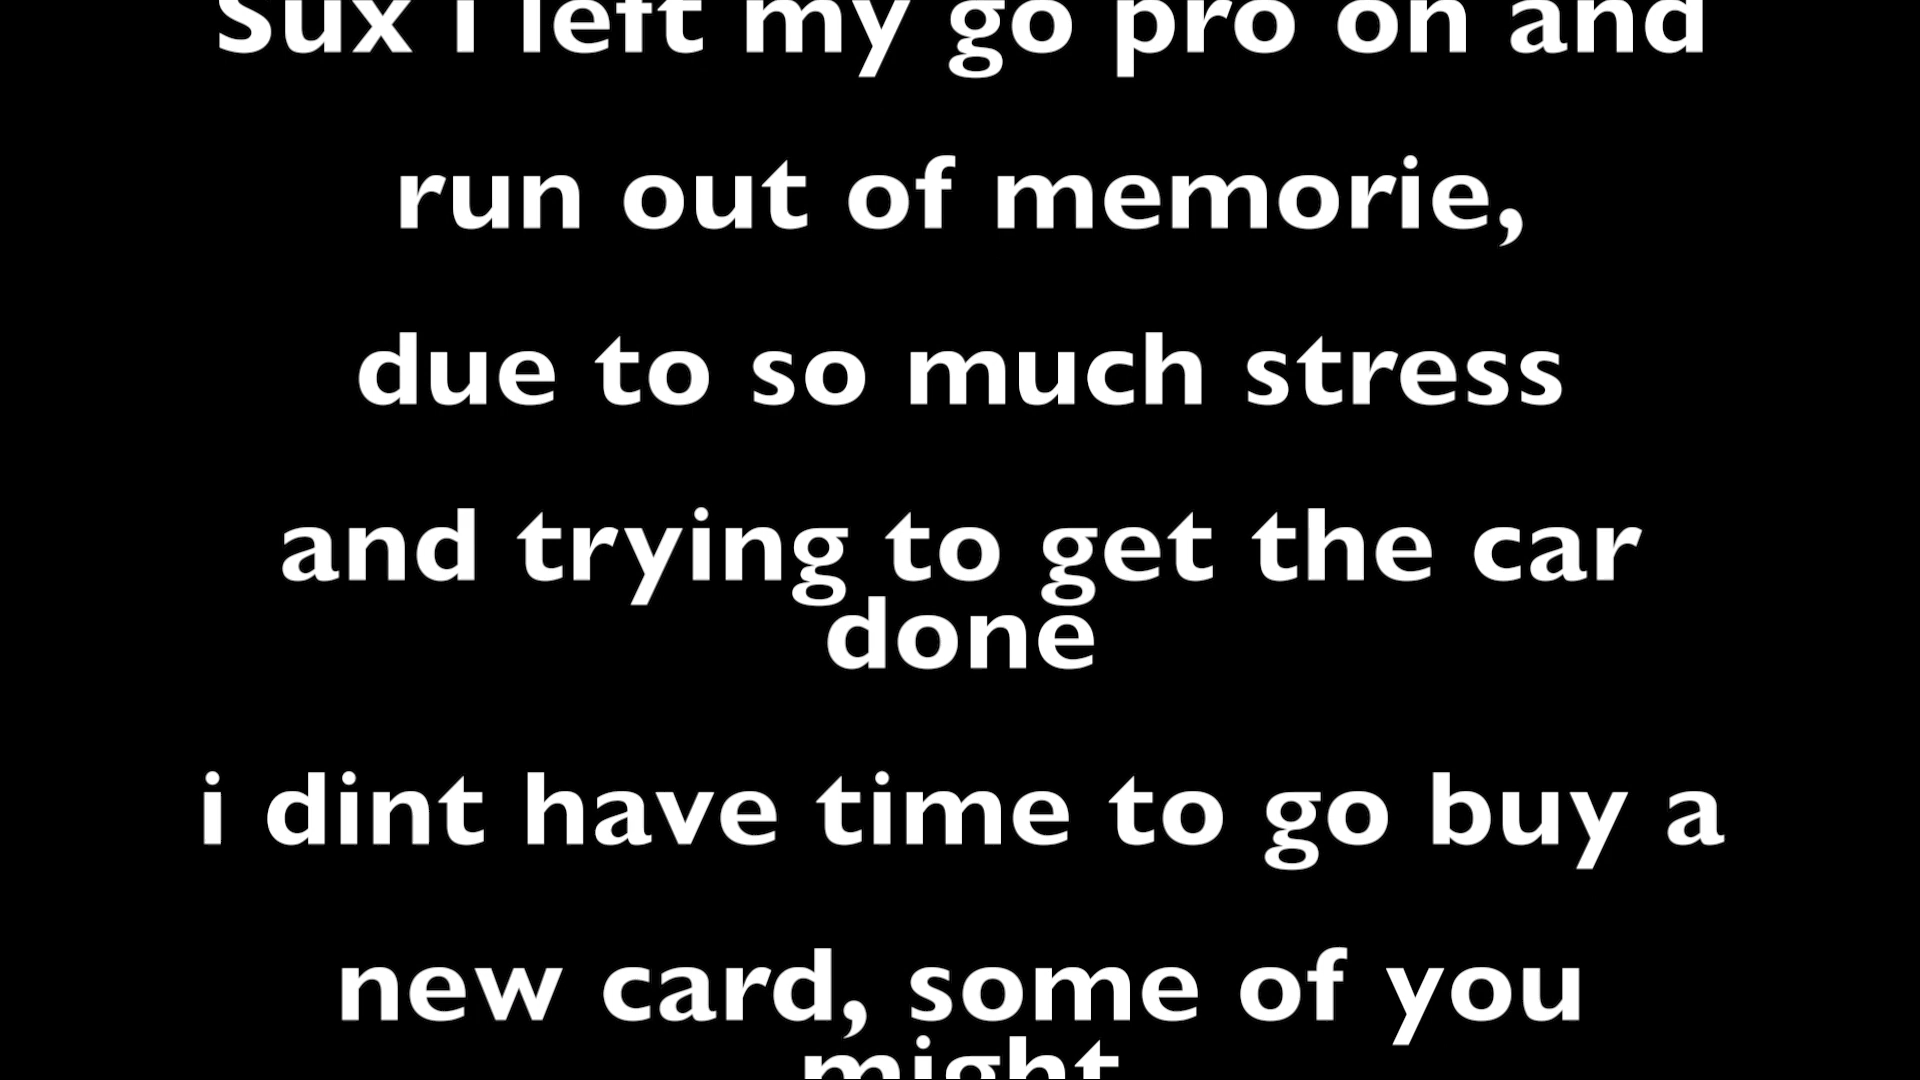 Sux i left my go pro on and
run out of memorie,
due to so much stress
and trying to get the car
done
i dint have time to go buy a
new card, some of you
might